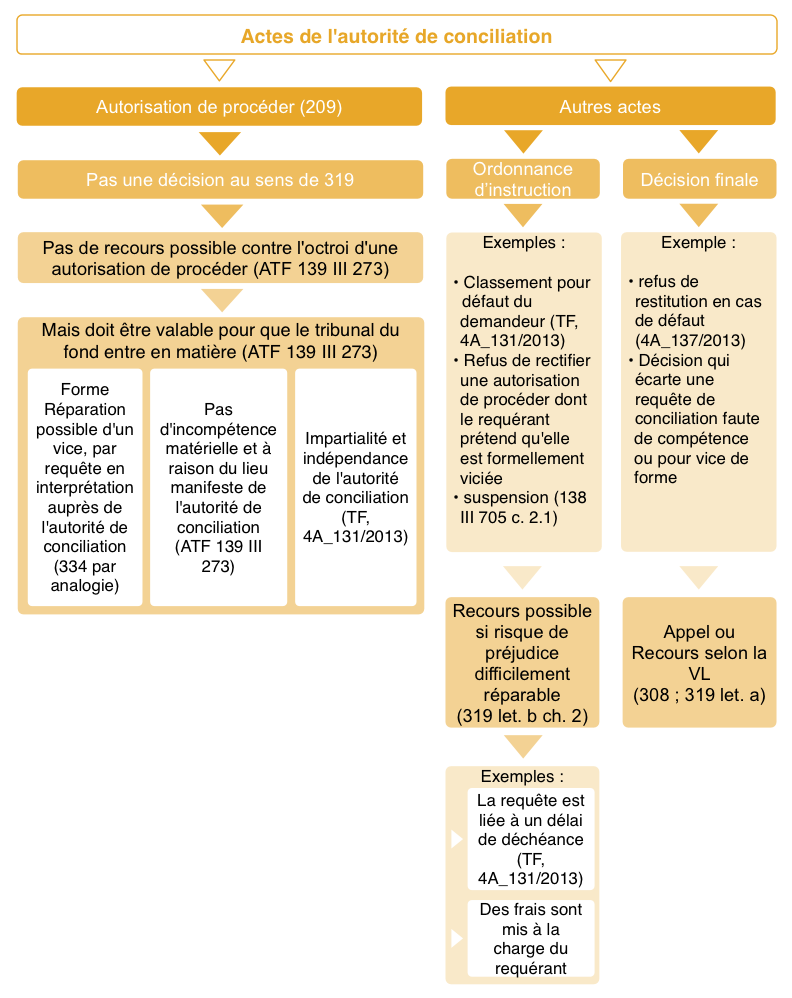 Actes de l'autorité de conciliation
Autorisation de procéder (209)
Pas une décision au sens de 319
Pas de recours possible contre l'octroi d'une
autorisation de procéder (ATF 139 III 273)
Mais doit être valable pour que le tribunal du
fond entre en matière (ATF 139 III 273)
Forme
Réparation
possible d'un
vice, par
requête en
interprétation
auprès de
l'autorité de
conciliation
(334 par
analogie)
Pas
d'incompétence
matérielle et à
raison du lieu
manifeste de
l'autorité de
conciliation
(ATF 139 III
273)
Impartialité et
indépendance
de l'autorité
de conciliation
(TF,
4A_131/2013)
Autres actes
Ordonnance
d'instruction
Exemples :
• Classement pour
défaut du
demandeur (TF,
4A_131/2013)
• Refus de rectifier
une autorisation
de procéder dont
le requérant
prétend qu'elle
est formellement
viciée
• suspension (138
III 705 c. 2.1)
Recours possible
si risque de
préjudice
difficilement
réparable
(319 let. b ch. 2)
Exemples :
La requête est
liée à un délai
de déchéance
(TF,
4A_131/2013)
Des frais sont
mis à la
charge du
requérant
Décision finale
Exemple :
• refus de
restitution en cas
de défaut
(4A_137/2013)
• Décision qui
écarte une
requête de
conciliation faute
de compétence
ou pour vice de
forme
Appel ou
Recours selon la
VL
(308 ; 319 let. a)